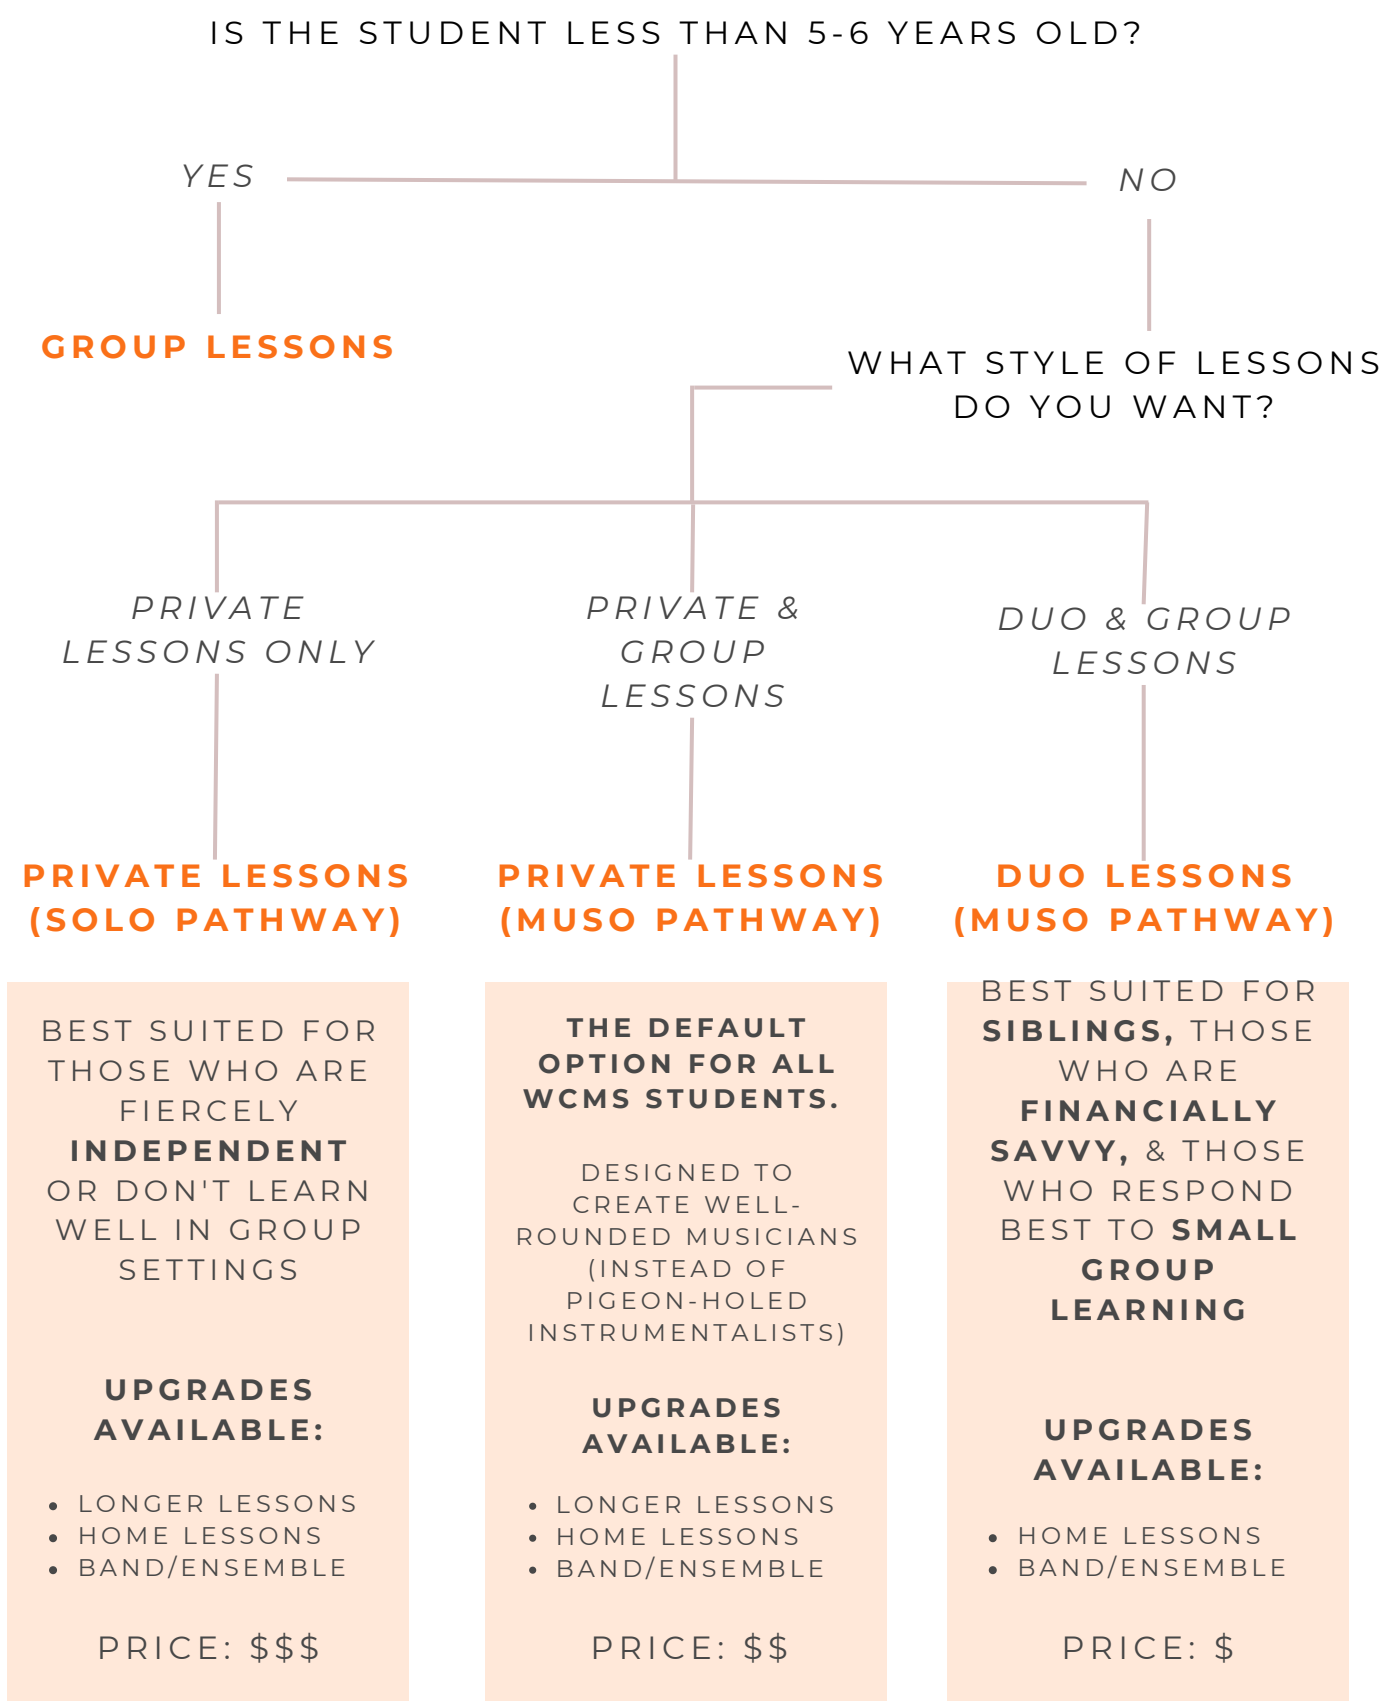 IS THE STUDENT LESS THAN 5-6 YEARS OLD?
YES
NO
GROUP LESSONS
WHAT STYLE OF LESSONS
DO YOU WANT?
PRIVATE
LESSONS ONLY
PRIVATE &
GROUP
LESSONS
DUO & GROUP
LESSONS
PRIVATE LESSONS
(SOLO PATHWAY)
PRIVATE LESSONS
(MUSO PATHWAY)
DUO LESSONS
(MUSO PATHWAY)
BEST SUITED FOR
THOSE WHO ARE
FIERCELY
INDEPENDENT
OR DON'T LEARN
WELL IN GROUP
SETTINGS
UPGRADES
AVAILABLE:
• LONGER LESSONS
• HOME LESSONS
• BAND/ENSEMBLE
PRICE: $$$
THE DEFAULT
OPTION FOR ALL
WCMS STUDENTS.
DESIGNED TO
CREATE WELL-
ROUNDED MUSICIANS
(INSTEAD OF
PIGEON-HOLED
INSTRUMENTALISTS)
UPGRADES
AVAILABLE:
• LONGER LESSONS
• HOME LESSONS
• BAND/ENSEMBLE
PRICE: $$
BEST SUITED FOR
SIBLINGS, THOSE
WHO ARE
FINANCIALLY
SAVVY, & THOSE
WHO RESPOND
BEST TO SMALL
GROUP
LEARNING
UPGRADES
AVAILABLE:
• HOME LESSONS
• BAND/ENSEMBLE
PRICE: $